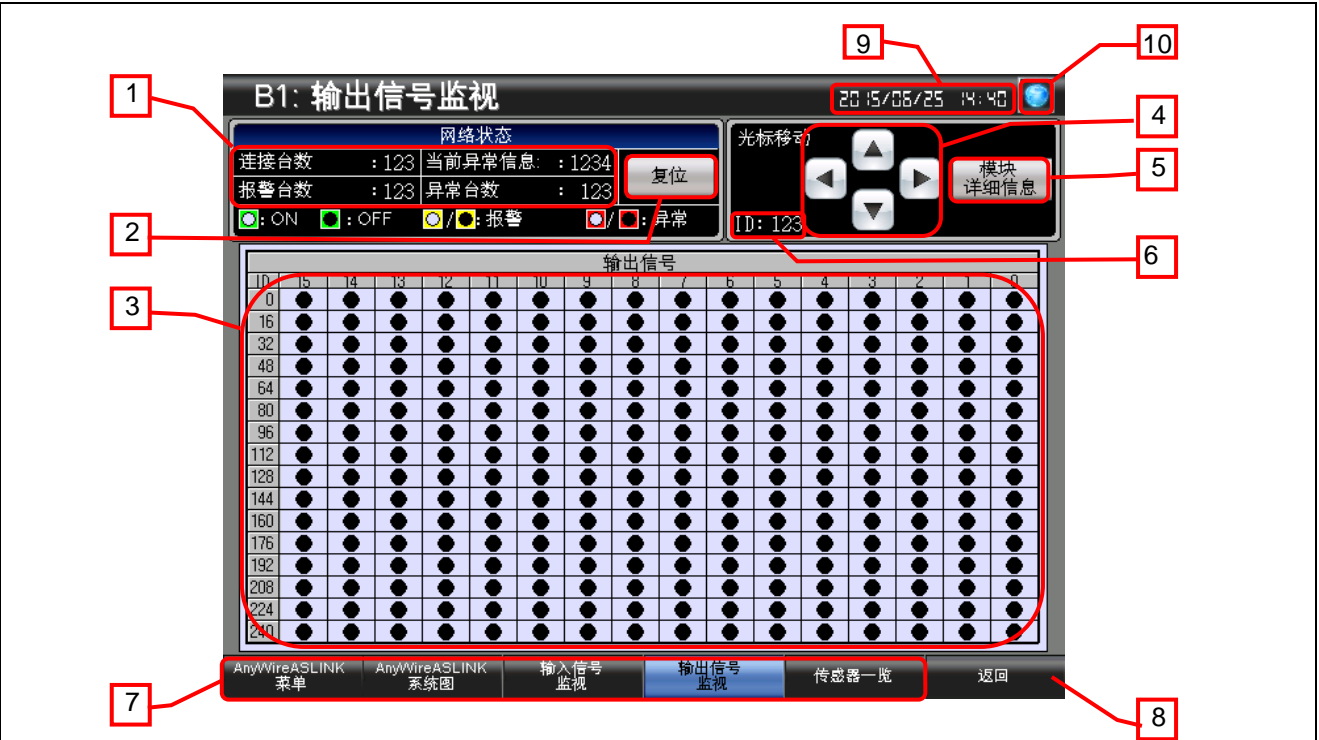 9
10
1
B1: 输出信号监视
2015/06/25 14:40
4
网络状态
光标移动
连接台数 : 123 当前异常信息: : 1234
复位
模块
详细信息
5
报警台数 : 123 异常台数 : 123
: ON : OFF / : 报警 / : 异常
ID: 123
2
6
输出信号
ID 15 14 13 12 11 10 9 8 7 6 5 4 3 2 1 0
3
0
16
32
48
64
80
96
112
128
144
160
176
192
208
224
240
AnyWireASLINK
菜单
AnyWireASLINK
系统图
输入信号
监视
输出信号
监视
传感器一览
返回
7
8